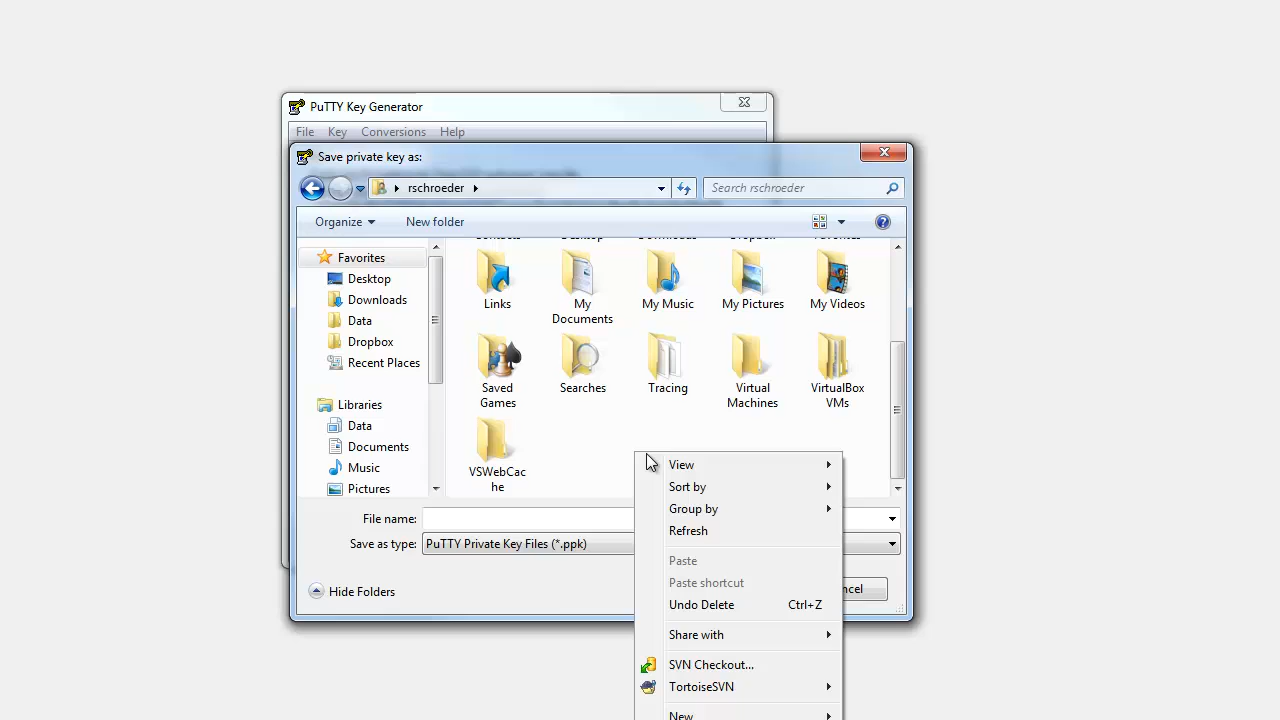 PuTTY Key Generator
File Key Conversions Help
Save private key as:
rschroeder
Search rschroeder
Organize New folder
Favorites
Desktop
Downloads
Data
Dropbox
Recent Places
Libraries
Data
Documents
Music
Pictures
Links
My
Documents
My Music
My Pictures
My Videos
Saved
Games
Searches
Tracing
Virtual
Machines
VirtualBox
VMs
VSWebCac
he
File name:
Save as type: PuTTY Private Key Files (*.ppk)
Hide Folders
ncel
View
Sort by
Group by
Refresh
Paste
Paste shortcut
Undo Delete Ctrl+Z
Share with
SVN Checkout...
TortoiseSVN
New